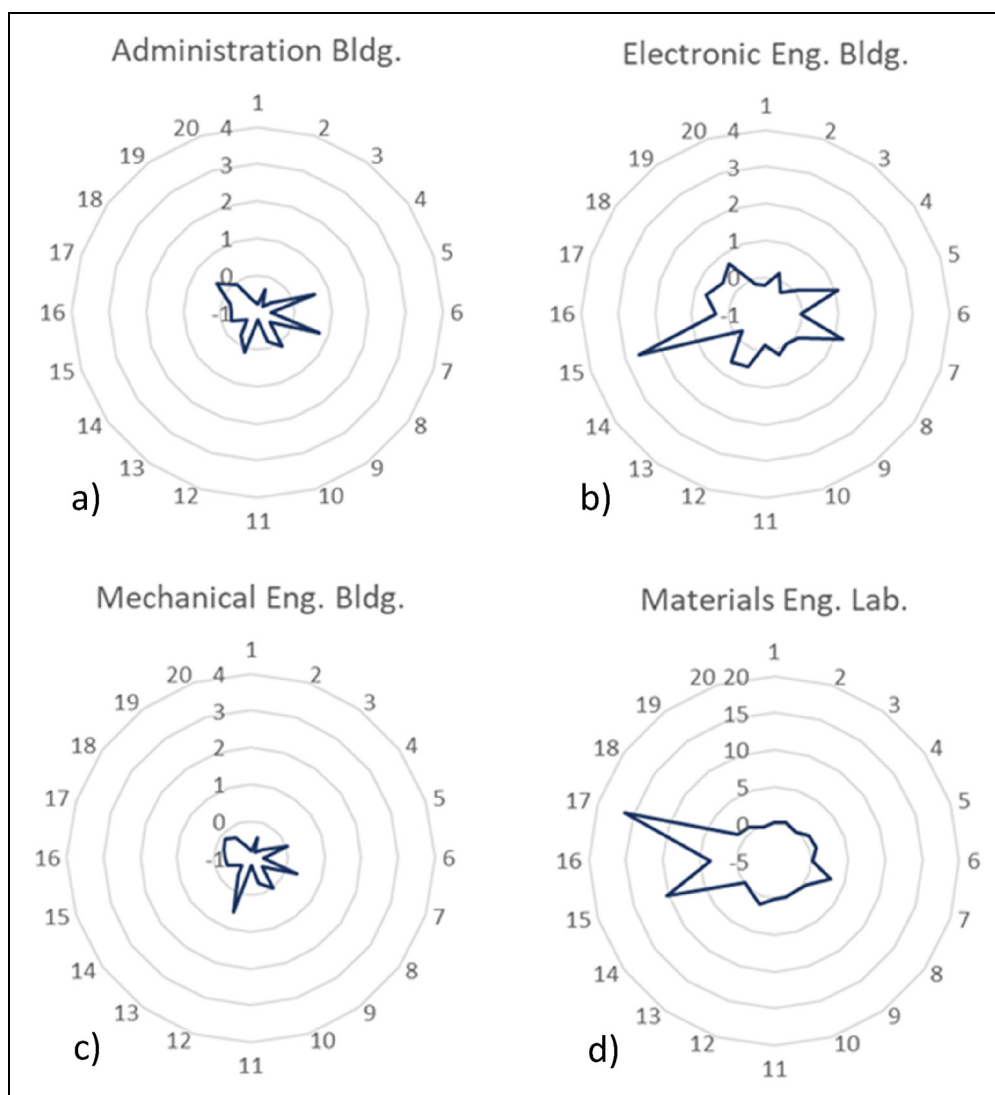 Administration Bldg.
1
20 4 2
19 3 3
18 2 4
17 1 5
0
16 -1 6
15 7
14 8
13 9
a) 12 10
11
Electronic Eng. Bldg.
1
20 4 2
19 3 3
18 2 4
17 1 5
0
16 -1 6
15 7
14 8
13 9
b) 12 10
11
Mechanical Eng. Bldg.
1
20 4 2
19 3 3
18 2 4
17 1 5
0
16 -1 6
15 7
14 8
13 9
c) 12 10
11
Materials Eng. Lab.
1
20 20 2
19 15 3
18 10 4
17 5 5
0
16 -5 6
15 7
14 8
13 9
d) 12 10
11